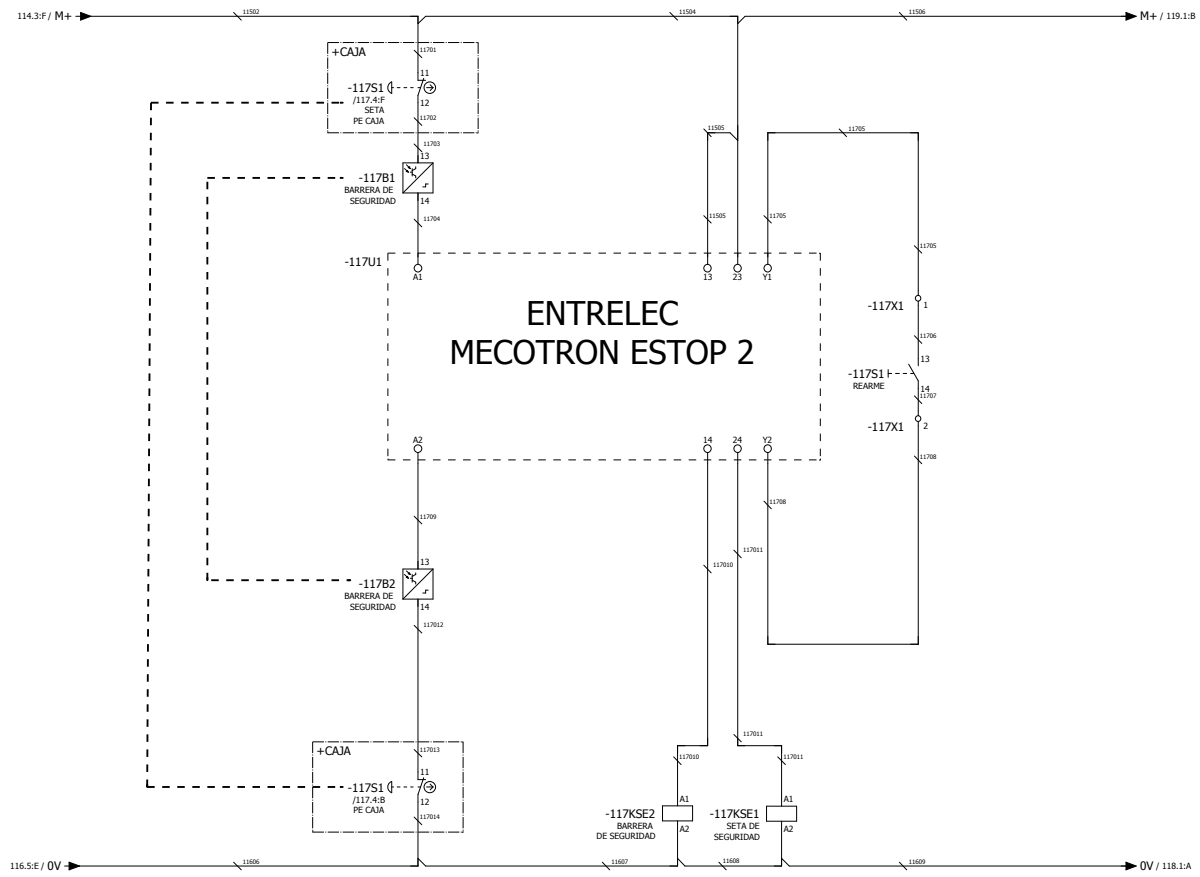 114.3:F / M+
11502
11504
11506
M+ / 119.1:B
+CAJA
11701
-117S1
11
/117.4:F
SETA
PE CAJA
12
11702
11703
13
-117B1
BARRERA DE
SEGURIDAD
14
11704
11505
11705
11505
11705
11705
-117U1
A1
13
23
Y1
ENTRELEC
MECOTRON ESTOP 2
-117X1
1
11706
13
-117S1
REARME
14
11707
-117X1
2
11708
A2
14
24
Y2
11709
11708
117011
117010
13
-117B2
BARRERA DE
SEGURIDAD
14
117012
117011
+CAJA
117013
117010
117011
11
-117S1
/117.4:B
PE CAJA
12
117014
A1
-117KSE2
BARRERA
DE SEGURIDAD
A2
A1
-117KSE1
SETA DE
SEGURIDAD
A2
116.5:E / 0V
11606
11607
11608
11609
0V / 118.1:A